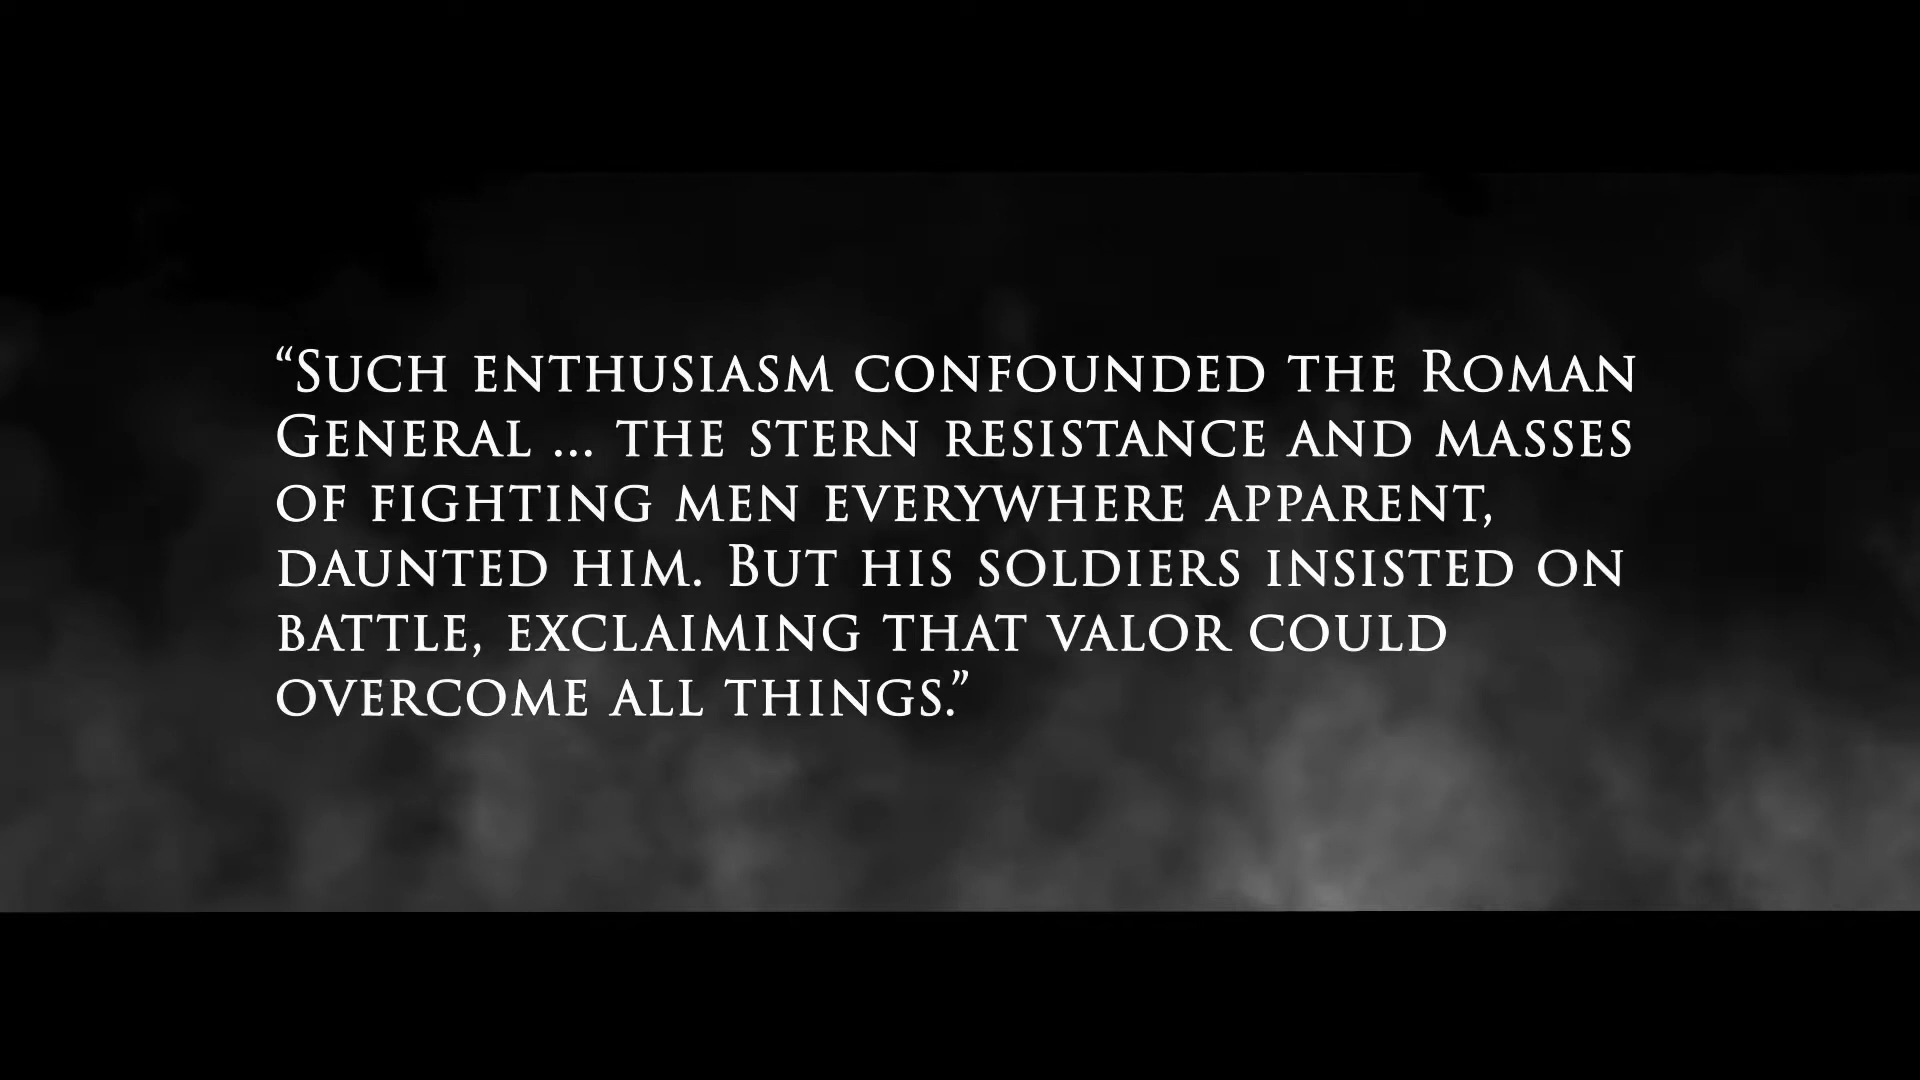 “Such enthusiasm confounded the Roman
General ... the stern resistance and masses
of fighting men everywhere apparent,
daunted him. But his soldiers insisted on
battle, exclaiming that valor could
overcome all things.”